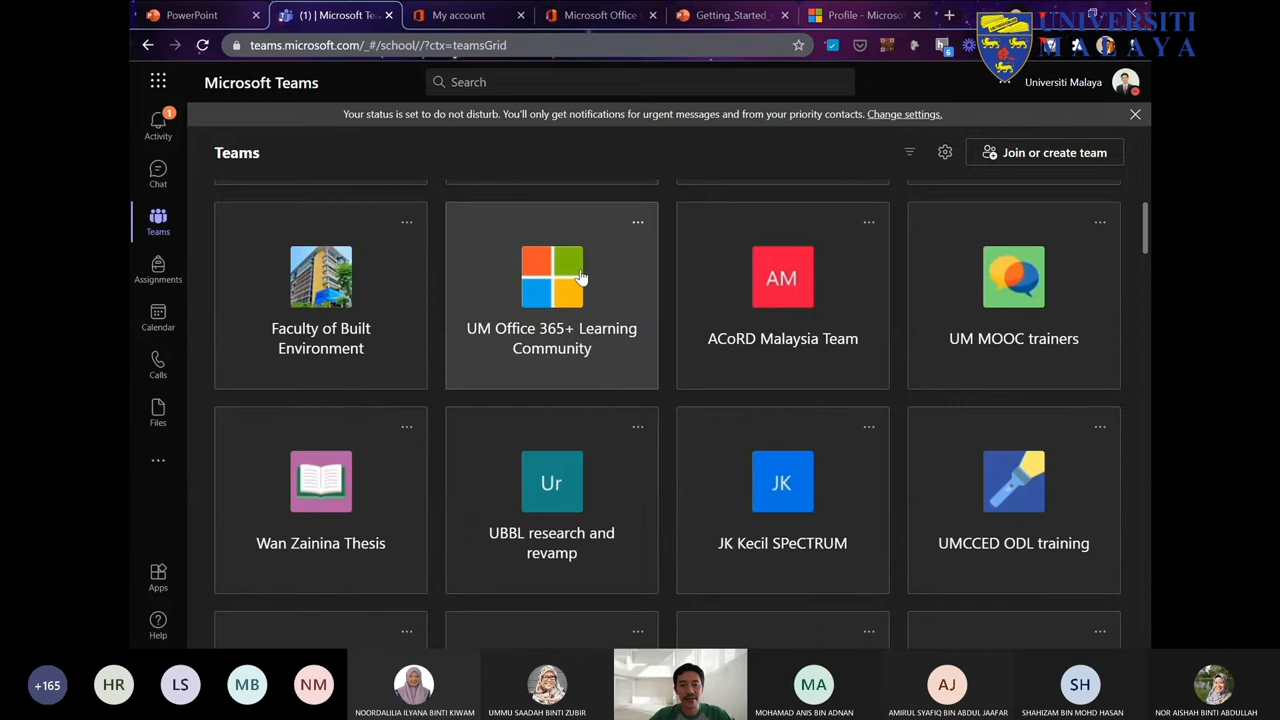 PowerPoint
(1) | Microsoft Tea
My account
Microsoft Office
Getting_Started_
Profile - Microso
UNIVERSITI
MALAYA
teams.microsoft.com/_#/school//?ctx=teamsGrid
6
Microsoft Teams
Search
Universiti Malaya
Your status is set to do not disturb. You'll only get notifications for urgent messages and from your priority contacts. Change settings.
1
Activity
Chat
Teams
Assignments
Calendar
Calls
Files
Apps
Help
Teams
Join or create team
Faculty of Built
Environment
UM Office 365+ Learning
Community
AM
ACoRD Malaysia Team
UM MOOC trainers
Wan Zainina Thesis
Ur
UBBL research and
revamp
JK
JK Kecil SPeCTRUM
UMCCED ODL training
+165
HR
LS
MB
NM
NOORDALILIA ILYANA BINTI KIWAM
UMMU SAADAH BINTI ZUBIR
MA
MOHAMAD ANIS BIN ADNAN
AJ
AMIRUL SYAFIQ BIN ABDUL JAAFAR
SH
SHAHIZAM BIN MOHD HASAN
NOR AISHAH BINTI ABDULLAH